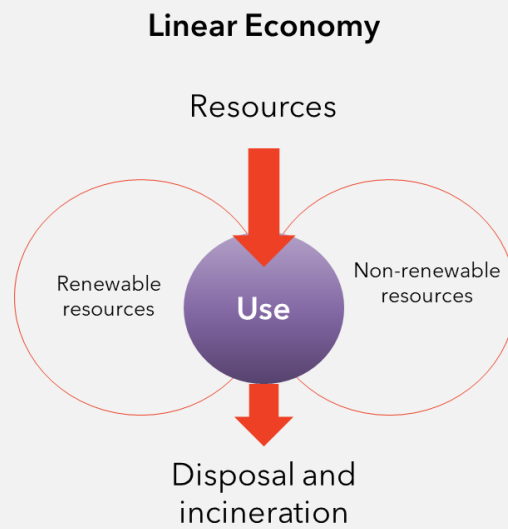 Linear Economy
Resources
Renewable
resources
Use
Non-renewable
resources
Disposal and
incineration